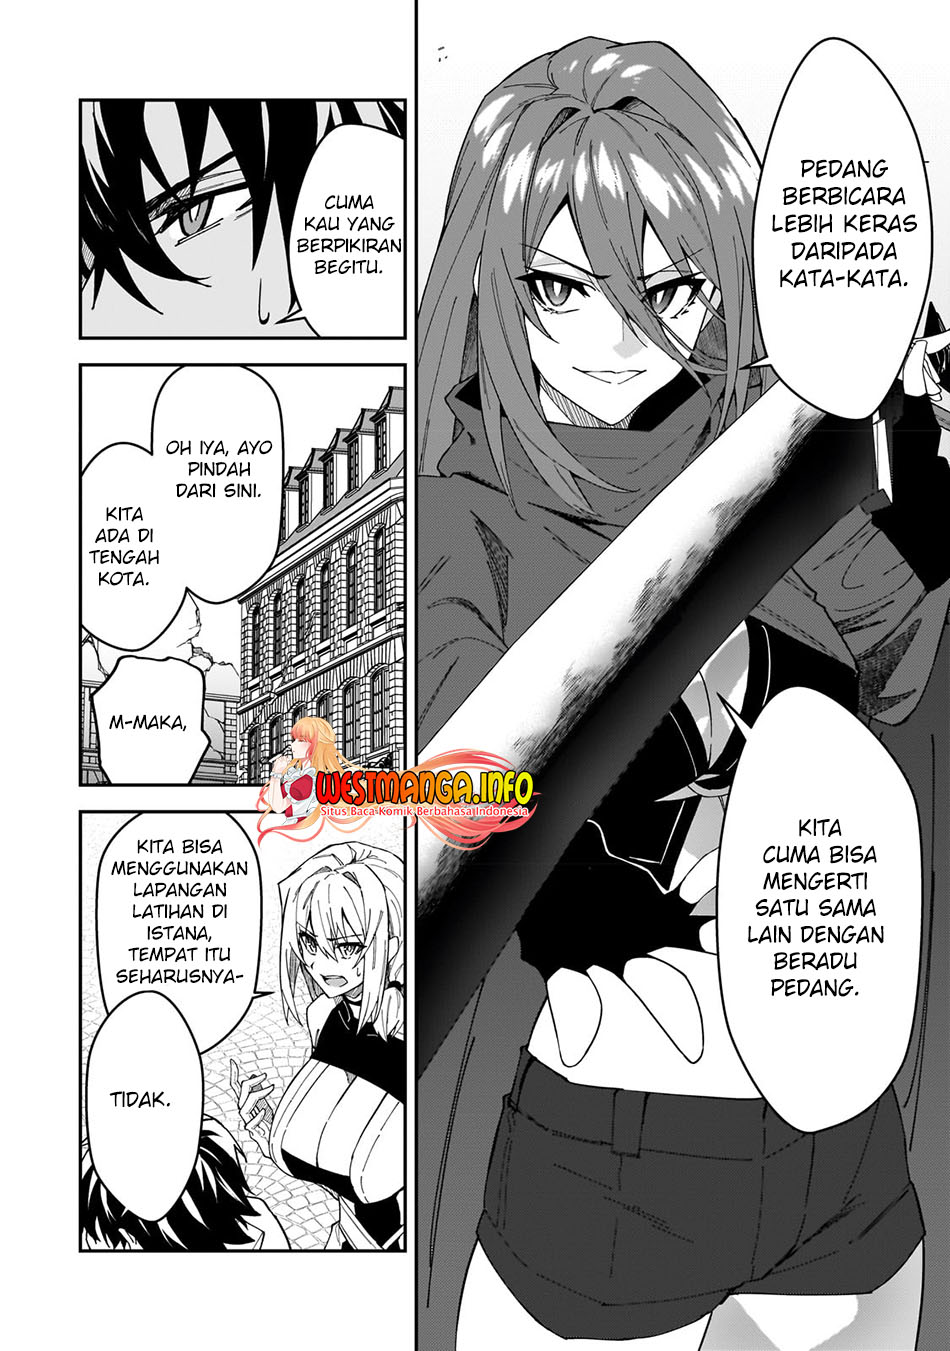 PEDANG
BERBICARA
LEBIH KERAS
DARIPADA
KATA-KATA.
KITA
CUMA BISA
MENGERTI
SATU SAMA
LAIN DENGAN
BERADU
PEDANG.
CUMA
KAU YANG
BERPIKIRAN
BEGITU.
OH IYA, AYO
PINDAH
DARI SINI.
KITA
ADA DI
TENGAH
KOTA.
M-MAKA,
WESTMANGA.INFO
Situs Baca Komik Berbahasa Indonesia
KITA BISA
MENGGUNAKAN
LAPANGAN
LATIHAN DI
ISTANA,
TEMPAT ITU
SEHARUSNYA-
TIDAK.